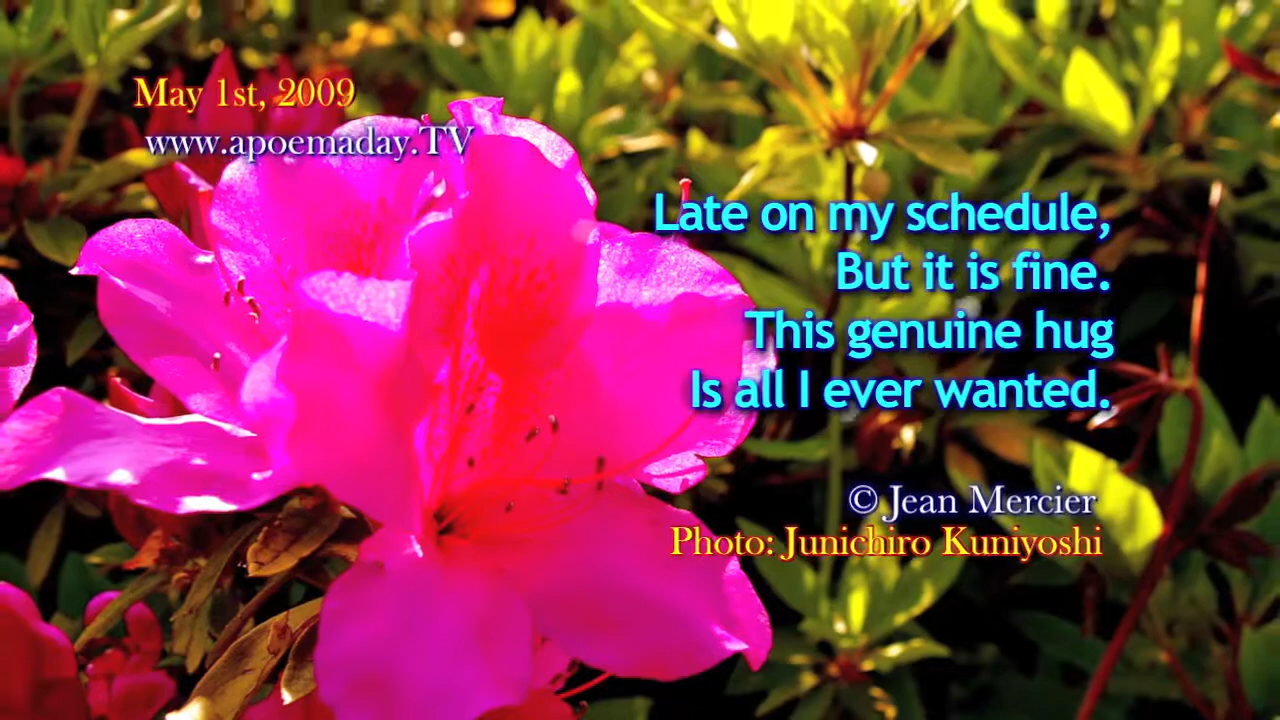 May 1st, 2009
www.apoemaday.TV
Late on my schedule,
But it is fine.
This genuine hug
Is all I ever wanted.
© Jean Mercier
Photo: Junichiro Kuniyoshi